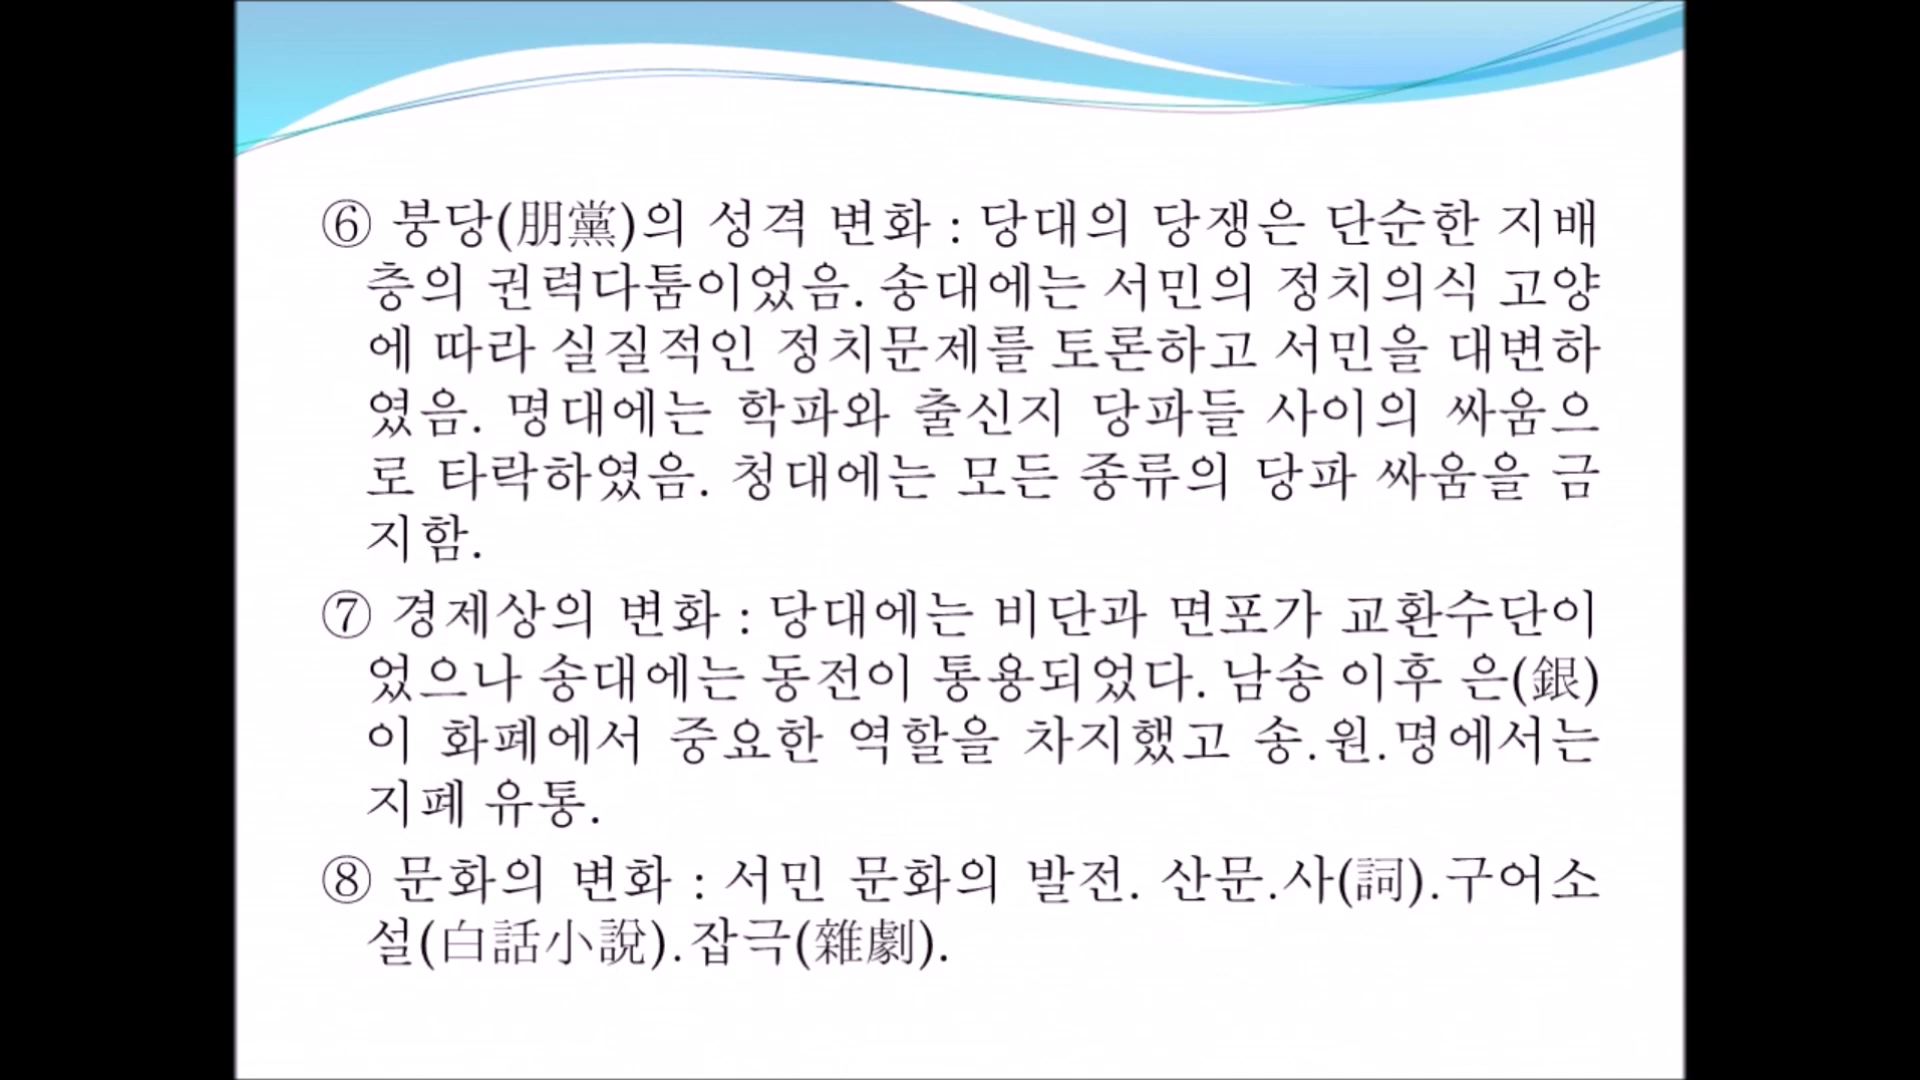 ⑥ 붕당(朋黨)의 성격 변화 : 당대의 당쟁은 단순한 지배
층의 권력다툼이었음. 송대에는 서민의 정치의식 고양
에 따라 실질적인 정치문제를 토론하고 서민을 대변하
였음. 명대에는 학파와 출신지 당파들 사이의 싸움으
로 타락하였음. 청대에는 모든 종류의 당파 싸움을 금
지함.
⑦ 경제상의 변화 : 당대에는 비단과 면포가 교환수단이
었으나 송대에는 동전이 통용되었다. 남송 이후 은(銀)
이 화폐에서 중요한 역할을 차지했고 송.원.명에서는
지폐 유통.
⑧ 문화의 변화 : 서민 문화의 발전. 산문.사(詞).구어소
설(白話小說).잡극(雜劇).